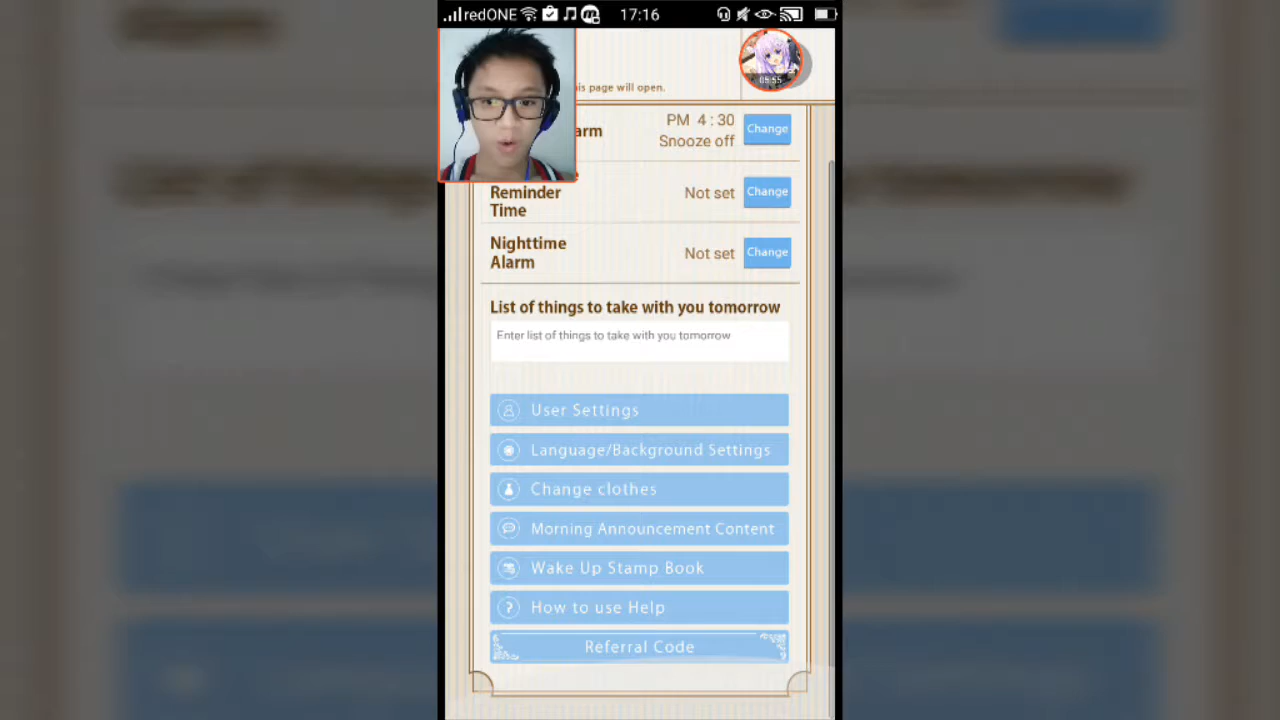 redONE 17:16
05:55
his page will open.
arm PM 4:30 Change
Snooze off
Reminder
Time Not set Change
Nighttime
Alarm Not set Change
List of things to take with you tomorrow
Enter list of things to take with you tomorrow
User Settings
Language/Background Settings
Change clothes
Morning Announcement Content
Wake Up Stamp Book
? How to use Help
Referral Code